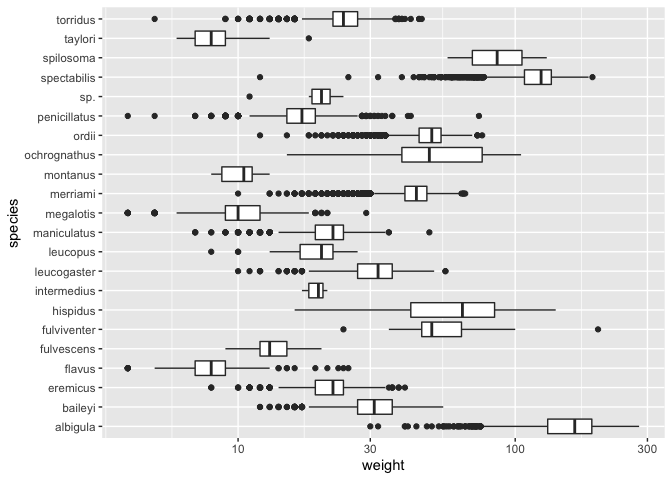 torridus
taylori
spilosoma
spectabilis
sp.
penicillatus
ordii
ochrognathus
montanus
merriami
megalotis
maniculatus
leucopus
leucogaster
intermedius
hispidus
fulviventer
fulvescens
flavus
eremicus
baileyi
albigula
species
10 30 100 300
weight